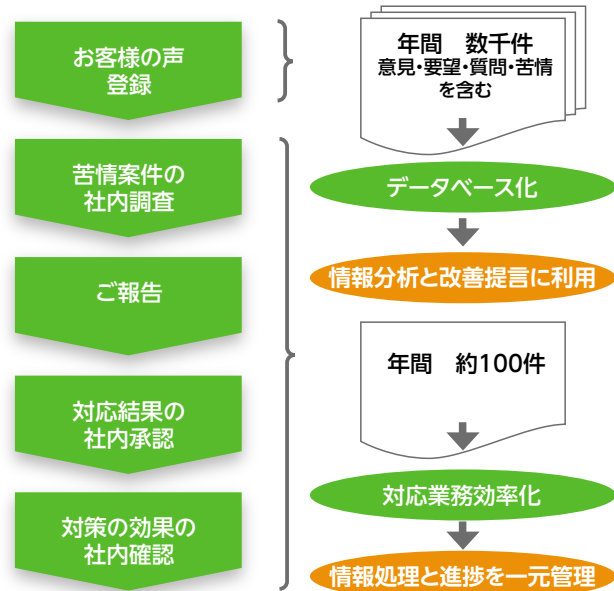 お客様の声
登録
苦情案件の
社内調査
ご報告
対応結果の
社内承認
対策の効果の
社内確認
年間　数千件
意見・要望・質問・苦情
を含む
データベース化
情報分析と改善提言に利用
年間　約100件
対応業務効率化
情報処理と進捗を一元管理